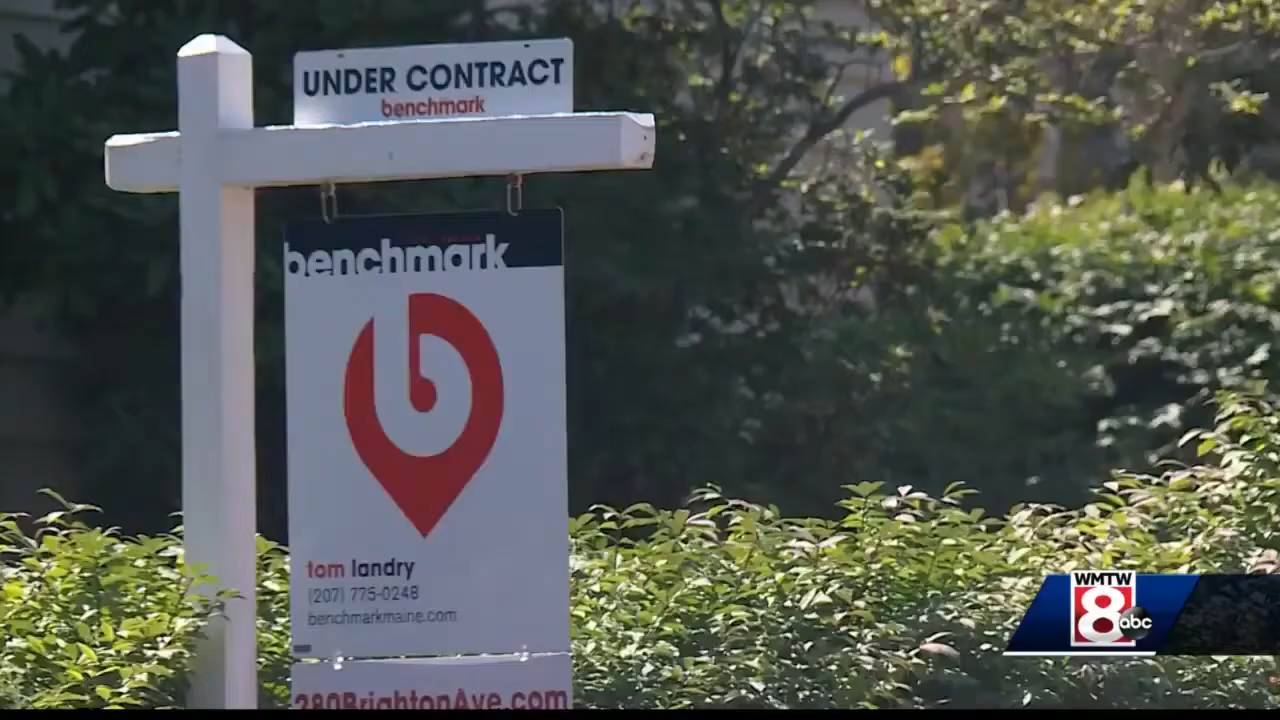 UNDER CONTRACT
benchmark
benchmark
b
tom landry
(207) 775-0248
benchmarkmaine.com
280BrightonAve.com
WMTW
8
abc